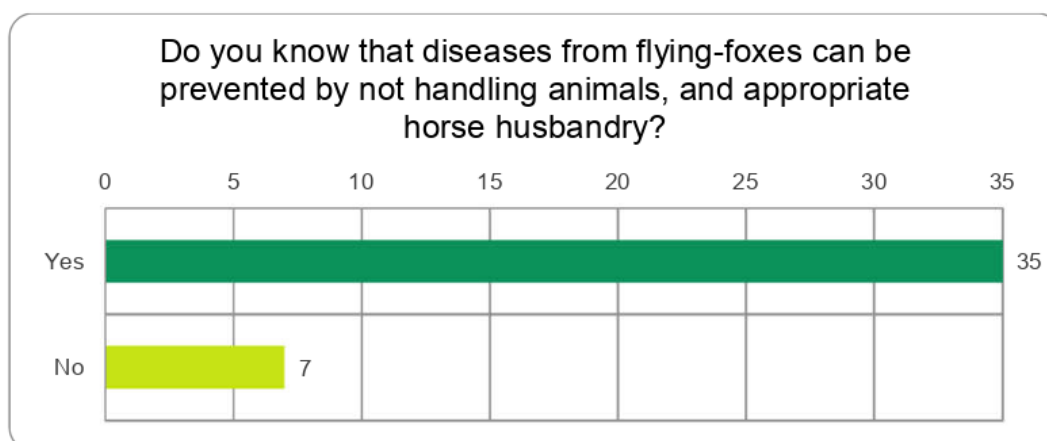 Do you know that diseases from flying-foxes can be
prevented by not handling animals, and appropriate
horse husbandry?
0 5 10 15 20 25 30 35
Yes 35
No 7